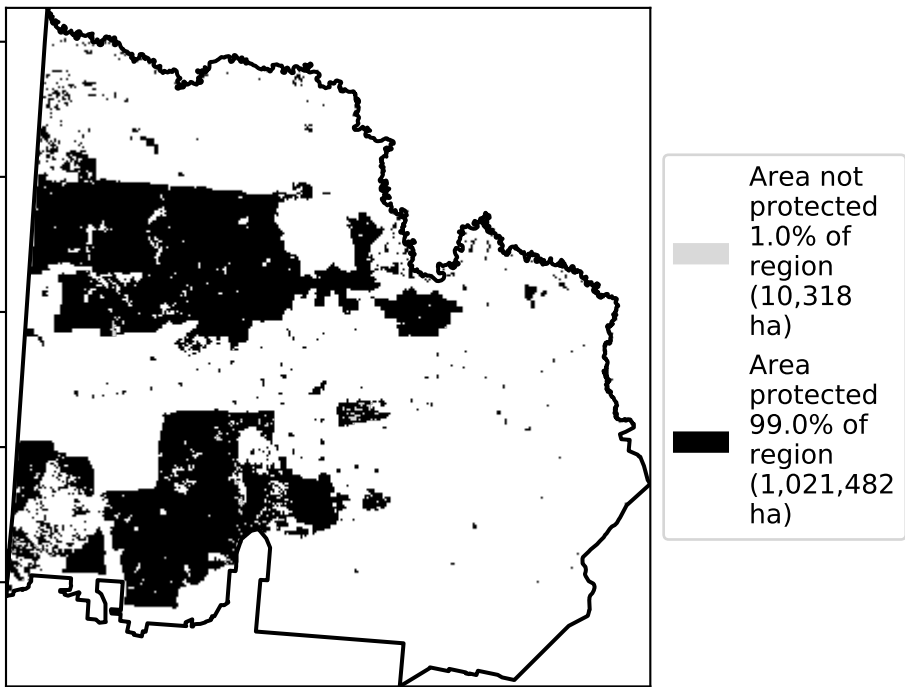 Area not
protected
1.0% of
region
(10,318
ha)
Area
protected
99.0% of
region
(1,021,482
ha)